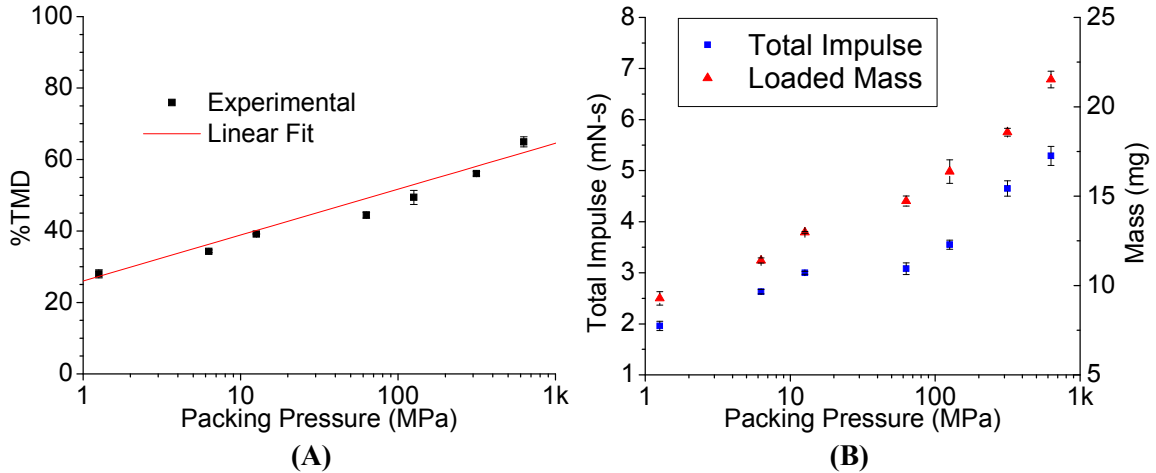 100
80
60
40
20
0
%TMD
Experimental
Linear Fit
1
10
100
1k
Packing Pressure (MPa)
(A)
8
7
6
5
4
3
2
1
Total Impulse (mN-s)
Total Impulse
Loaded Mass
25
20
15
10
5
Mass (mg)
1
10
100
1k
Packing Pressure (MPa)
(B)